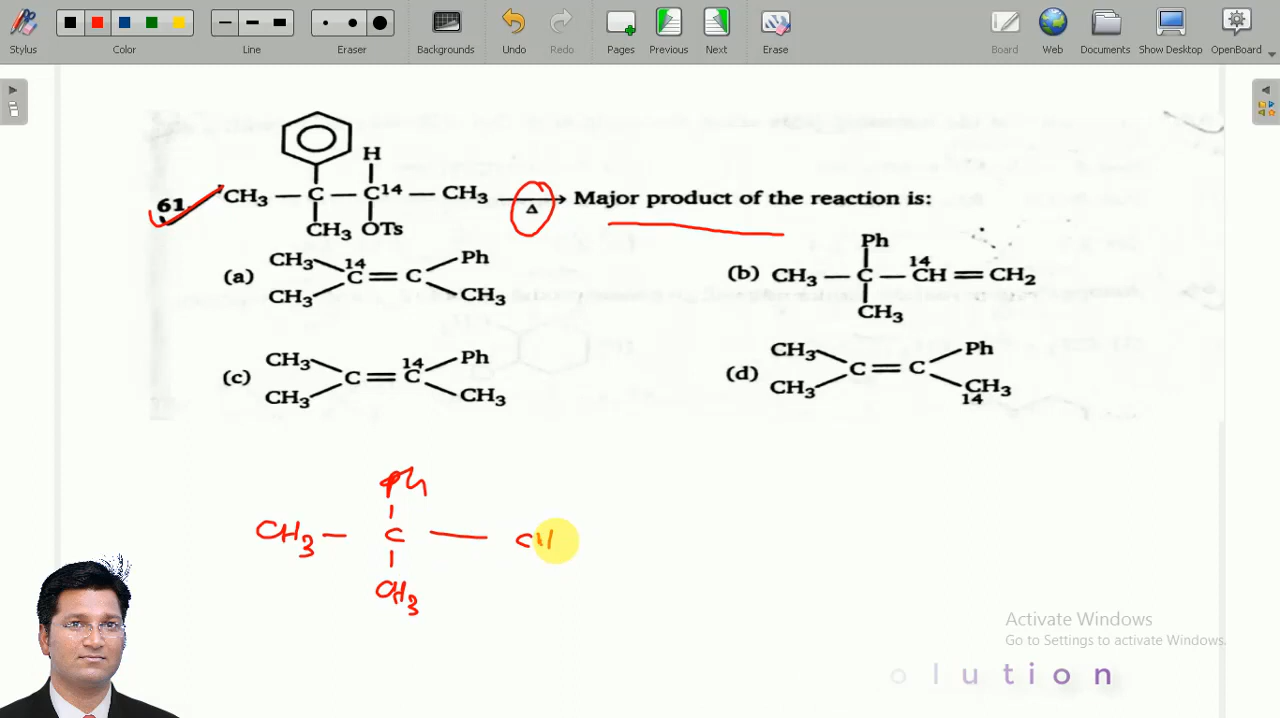 Stylus Color Line Eraser Backgrounds Undo Redo Pages Previous Next Erase Board Web Documents Show Desktop OpenBoard
H
61. CH3 — C — C14 — CH3 Δ → Major product of the reaction is:
CH3 OTs
(a) CH3 CH3 14 C = C Ph CH3
(b) CH3 — C — 14 CH = CH2 Ph CH3
(c) CH3 CH3 C = 14 C Ph CH3
(d) CH3 CH3 C = C Ph CH3 14
Ph
CH3 — C — CH
CH3
Activate Windows
Go to Settings to activate Windows.
olution